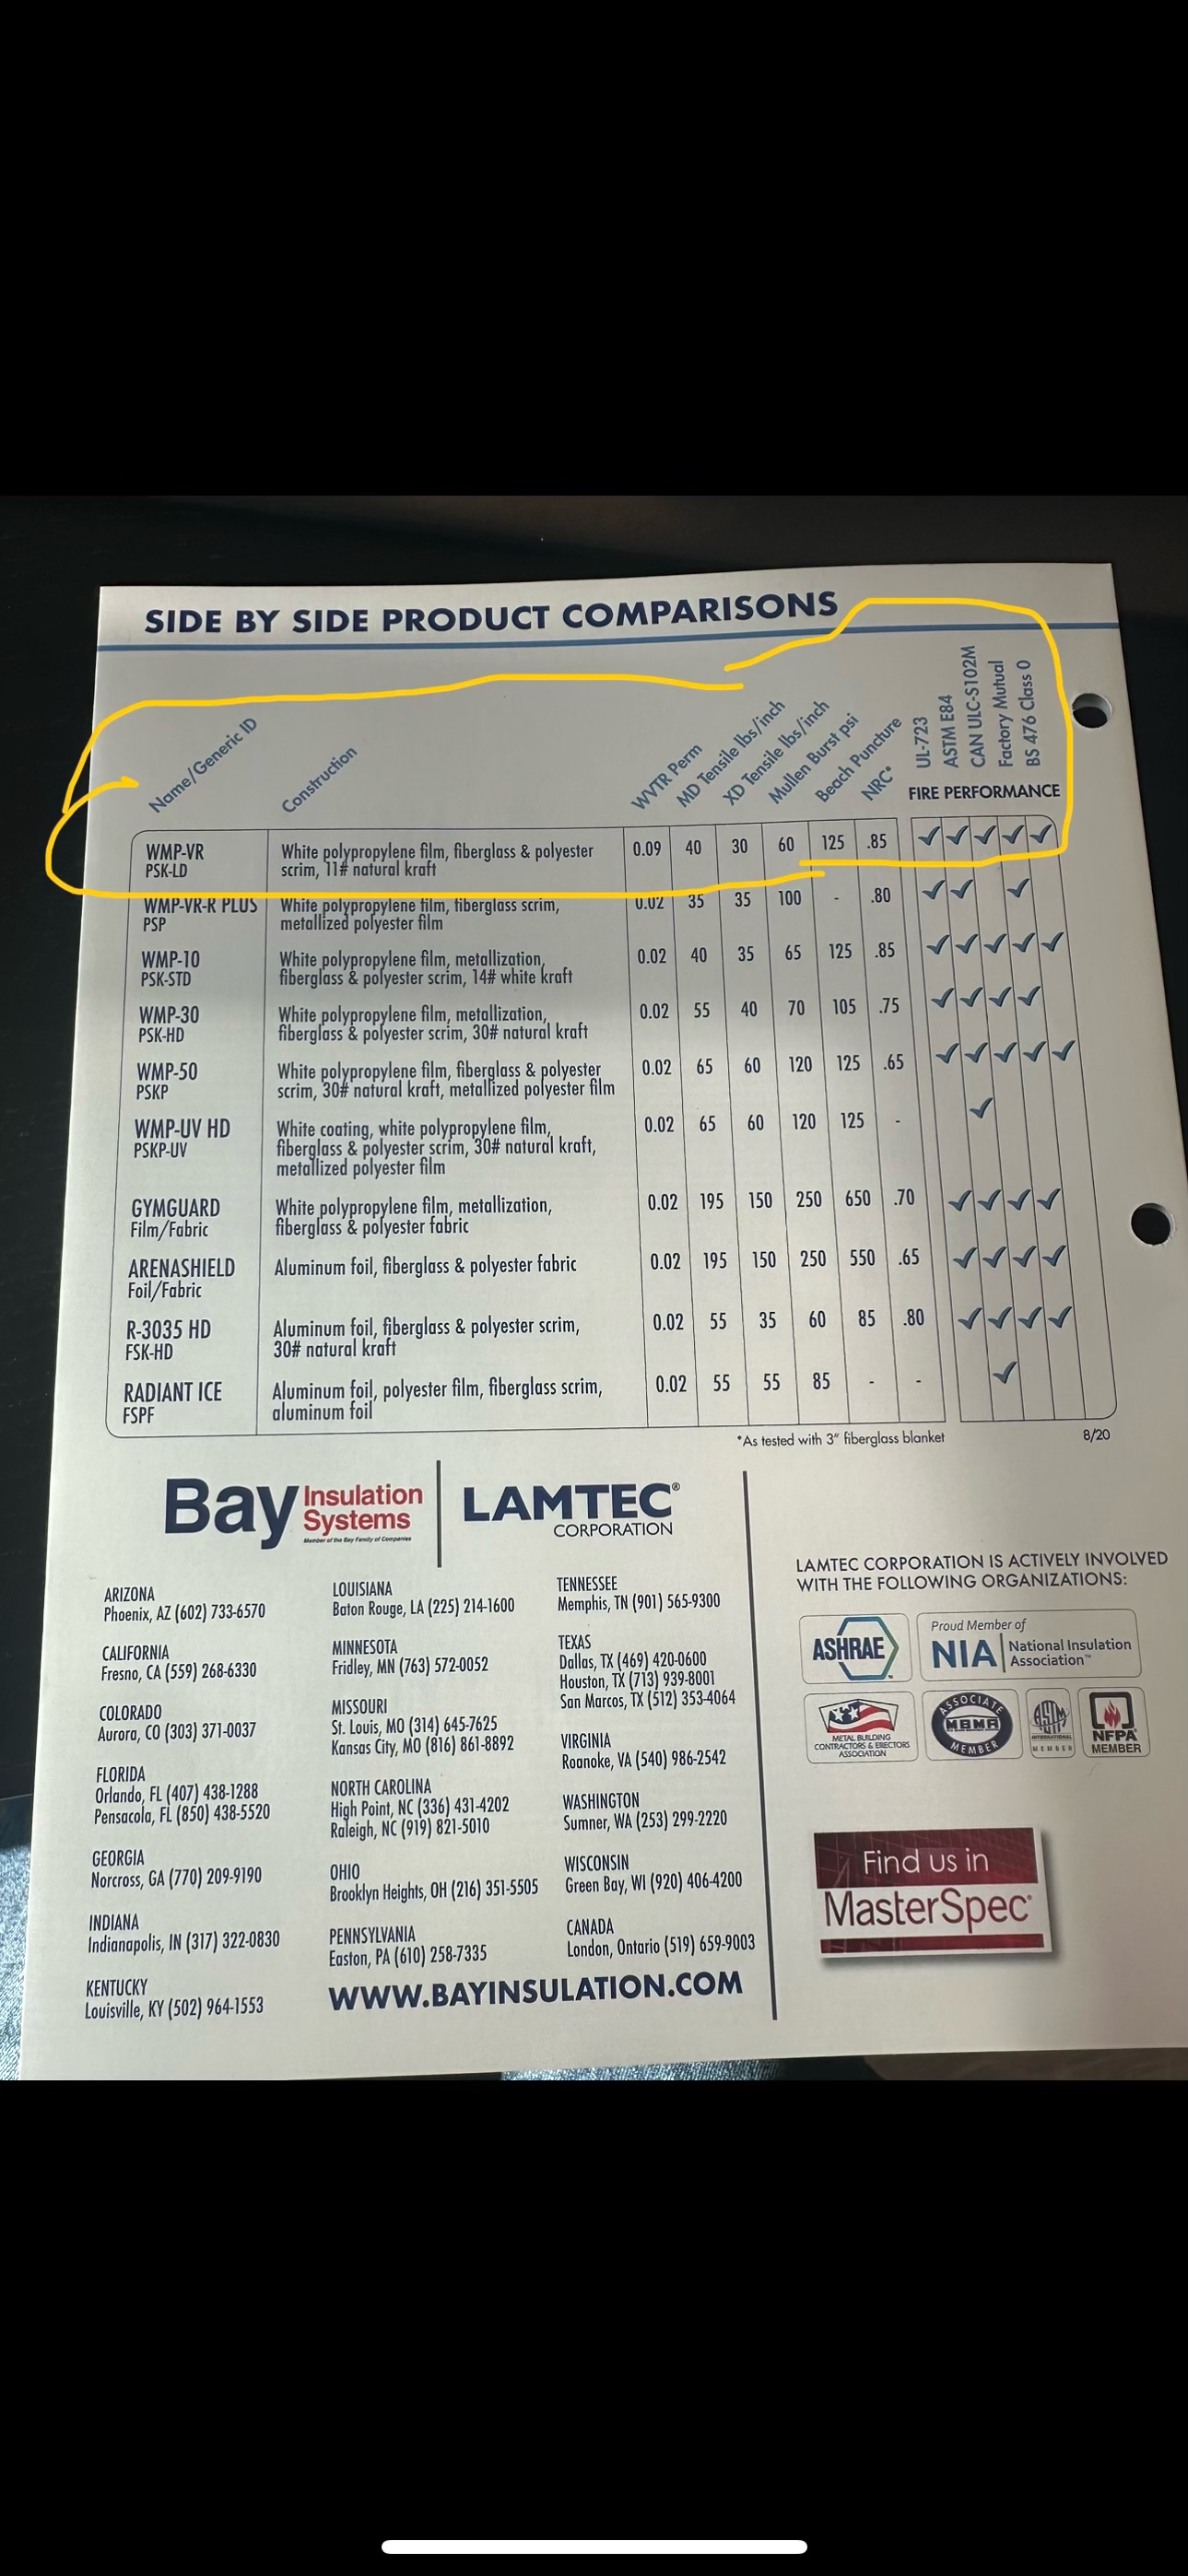 SIDE BY SIDE PRODUCT COMPARISONS
Name/Generic ID
Construction
WVTR Perm
MD Tensile lbs/inch
XD Tensile lbs/inch
Mullen Burst psi
Beach Puncture
NRC*
UL-723
ASTM E84
CAN ULC-S102M
Factory Mutual
BS 476 Class 0
FIRE PERFORMANCE
WMP-VR White polypropylene film, fiberglass & polyester 0.09 40 30 60 125 .85 ✓ ✓ ✓ ✓ ✓
PSK-LD scrim, 11# natural kraft
WMP-VR-R PLUS White polypropylene film, fiberglass scrim, 0.02 35 35 100 - .80 ✓ ✓ ✓
PSP metallized polyester film
WMP-10 White polypropylene film, metallization, 0.02 40 35 65 125 .85 ✓ ✓ ✓ ✓ ✓
PSK-STD fiberglass & polyester scrim, 14# white kraft
WMP-30 White polypropylene film, metallization, 0.02 55 40 70 105 .75 ✓ ✓ ✓ ✓
PSK-HD fiberglass & polyester scrim, 30# natural kraft
WMP-50 White polypropylene film, fiberglass & polyester 0.02 65 60 120 125 .65 ✓ ✓ ✓ ✓ ✓
PSKP scrim, 30# natural kraft, metallized polyester film
WMP-UV HD White coating, white polypropylene film, 0.02 65 60 120 125 - ✓
PSKP-UV fiberglass & polyester scrim, 30# natural kraft,
metallized polyester film
GYMGUARD White polypropylene film, metallization, 0.02 195 150 250 650 .70 ✓ ✓ ✓ ✓
Film/Fabric fiberglass & polyester fabric
ARENASHIELD Aluminum foil, fiberglass & polyester fabric 0.02 195 150 250 550 .65 ✓ ✓ ✓ ✓
Foil/Fabric
R-3035 HD Aluminum foil, fiberglass & polyester scrim, 0.02 55 35 60 85 .80 ✓ ✓ ✓ ✓
FSK-HD 30# natural kraft
RADIANT ICE Aluminum foil, polyester film, fiberglass scrim, 0.02 55 55 85 - - ✓
FSPF aluminum foil
*As tested with 3" fiberglass blanket
8/20
Bay Insulation Systems
Member of the Bay Family of Companies
LAMTEC®
CORPORATION
ARIZONA
Phoenix, AZ (602) 733-6570
CALIFORNIA
Fresno, CA (559) 268-6330
COLORADO
Aurora, CO (303) 371-0037
FLORIDA
Orlando, FL (407) 438-1288
Pensacola, FL (850) 438-5520
GEORGIA
Norcross, GA (770) 209-9190
INDIANA
Indianapolis, IN (317) 322-0830
KENTUCKY
Louisville, KY (502) 964-1553
LOUISIANA
Baton Rouge, LA (225) 214-1600
MINNESOTA
Fridley, MN (763) 572-0052
MISSOURI
St. Louis, MO (314) 645-7625
Kansas City, MO (816) 861-8892
NORTH CAROLINA
High Point, NC (336) 431-4202
Raleigh, NC (919) 821-5010
OHIO
Brooklyn Heights, OH (216) 351-5505
PENNSYLVANIA
Easton, PA (610) 258-7335
TENNESSEE
Memphis, TN (901) 565-9300
TEXAS
Dallas, TX (469) 420-0600
Houston, TX (713) 939-8001
San Marcos, TX (512) 353-4064
VIRGINIA
Roanoke, VA (540) 986-2542
WASHINGTON
Sumner, WA (253) 299-2220
WISCONSIN
Green Bay, WI (920) 406-4200
CANADA
London, Ontario (519) 659-9003
WWW.BAYINSULATION.COM
LAMTEC CORPORATION IS ACTIVELY INVOLVED
WITH THE FOLLOWING ORGANIZATIONS:
ASHRAE
Proud Member of
NIA National Insulation
Association™
METAL BUILDING
CONTRACTORS & ERECTORS
ASSOCIATION
ASSOCIATE
MBMA
MEMBER
ASTM
INTERNATIONAL
MEMBER
NFPA
MEMBER
Find us in
MasterSpec®